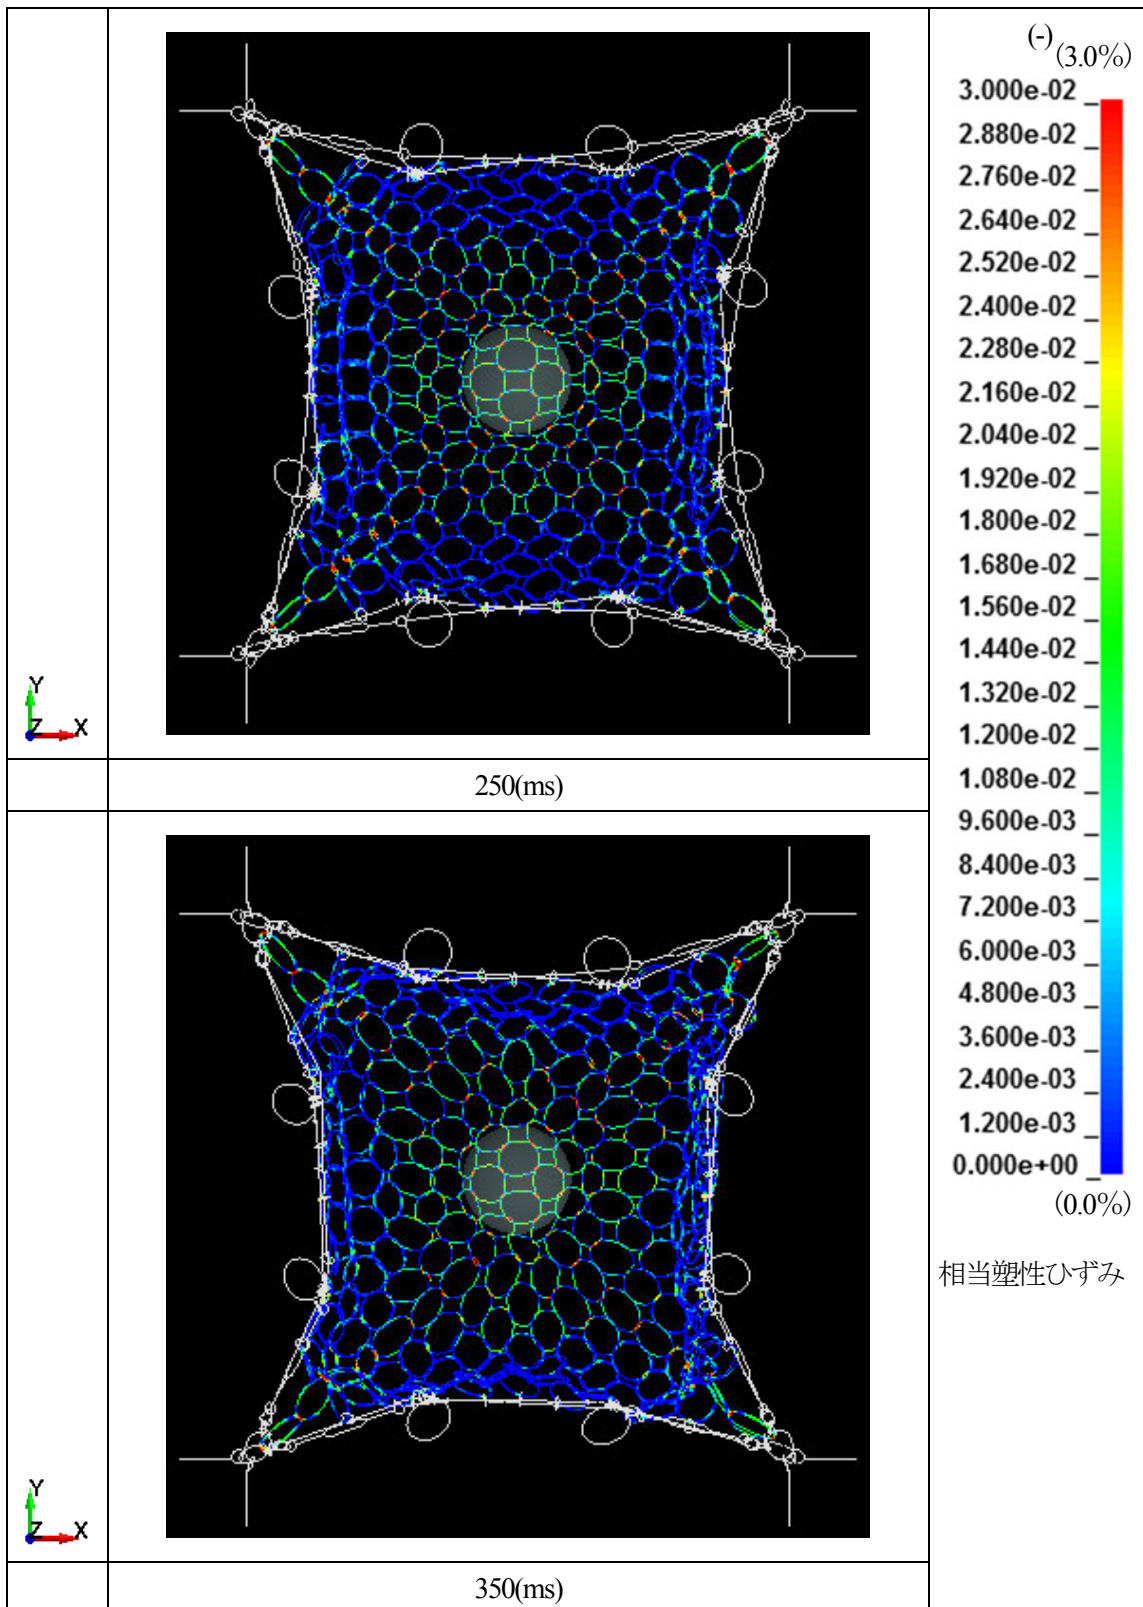 Y
Z X
250(ms)
Y
Z X
350(ms)
(-)
(3.0%)
3.000e-02
2.880e-02
2.760e-02
2.640e-02
2.520e-02
2.400e-02
2.280e-02
2.160e-02
2.040e-02
1.920e-02
1.800e-02
1.680e-02
1.560e-02
1.440e-02
1.320e-02
1.200e-02
1.080e-02
9.600e-03
8.400e-03
7.200e-03
6.000e-03
4.800e-03
3.600e-03
2.400e-03
1.200e-03
0.000e+00
(0.0%)
相当塑性ひずみ